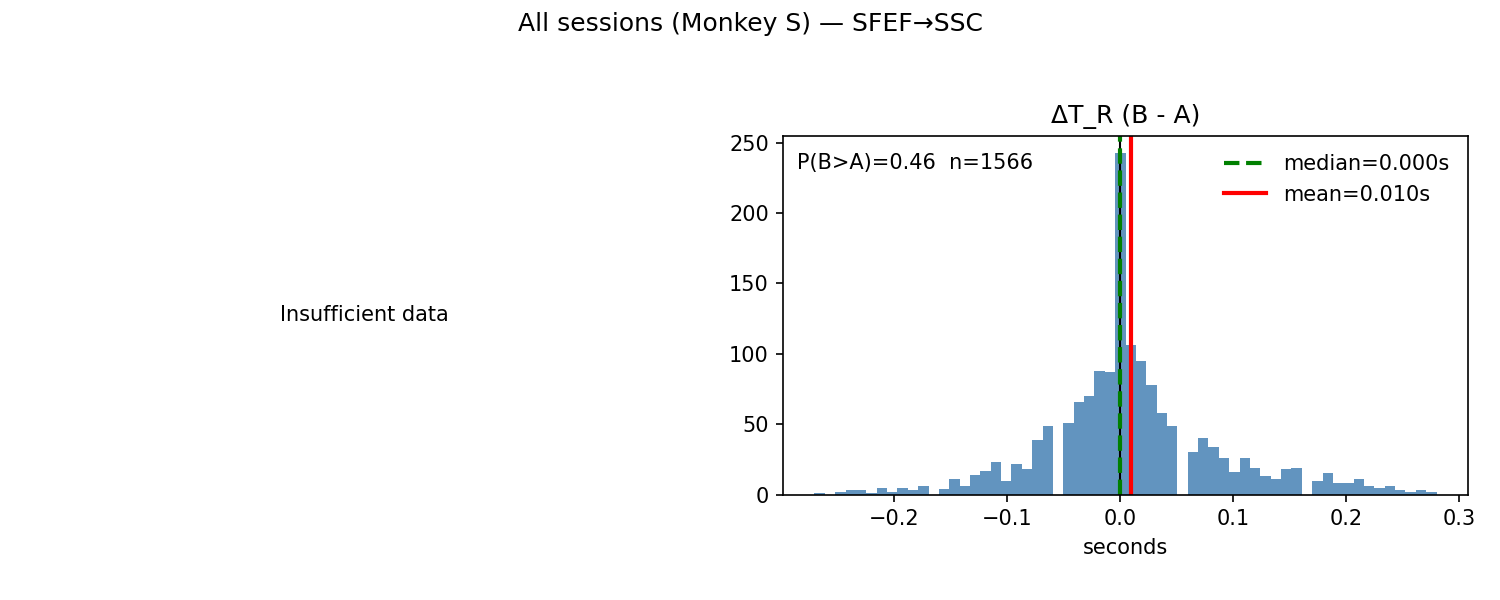 All sessions (Monkey S) — SFEF→SSC
Insufficient data
ΔT_R (B - A)
P(B>A)=0.46  n=1566
median=0.000s
mean=0.010s
250
200
150
100
50
0
−0.2
−0.1
0.0
0.1
0.2
0.3
seconds